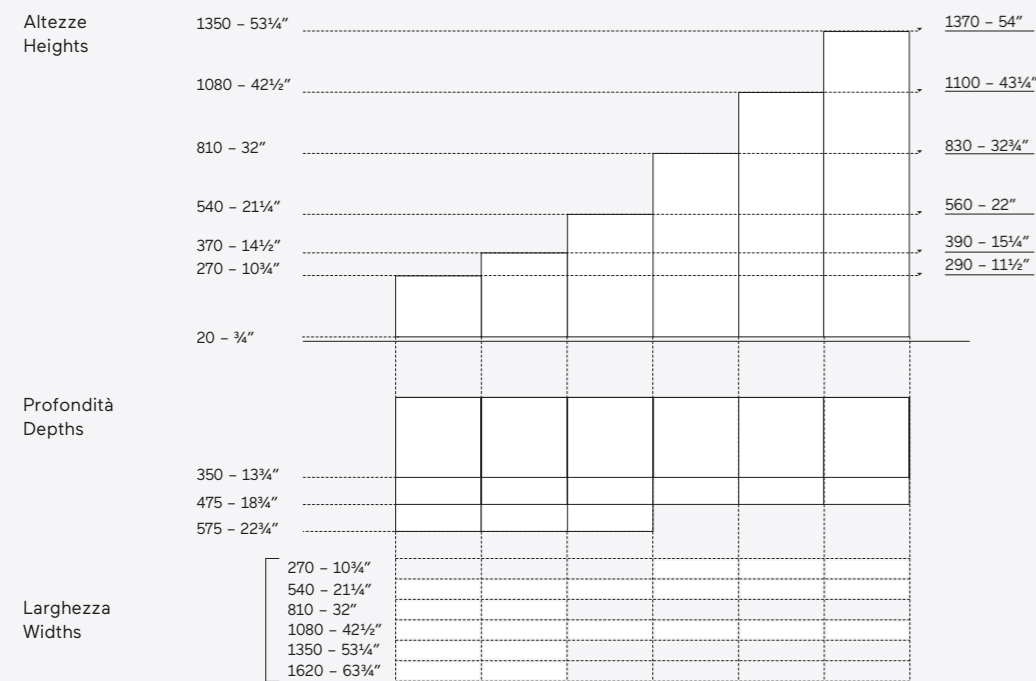 Altezze
Heights
1350 – 53¼″
1370 – 54″
1080 – 42½″
1100 – 43¼″
810 – 32″
830 – 32¾″
540 – 21¼″
560 – 22″
370 – 14½″
390 – 15¼″
270 – 10¾″
290 – 11½″
20 – ¾″
Profondità
Depths
350 – 13¾″
475 – 18¾″
575 – 22¾″
Larghezza
Widths
270 – 10¾″
540 – 21¼″
810 – 32″
1080 – 42½″
1350 – 53¼″
1620 – 63¾″